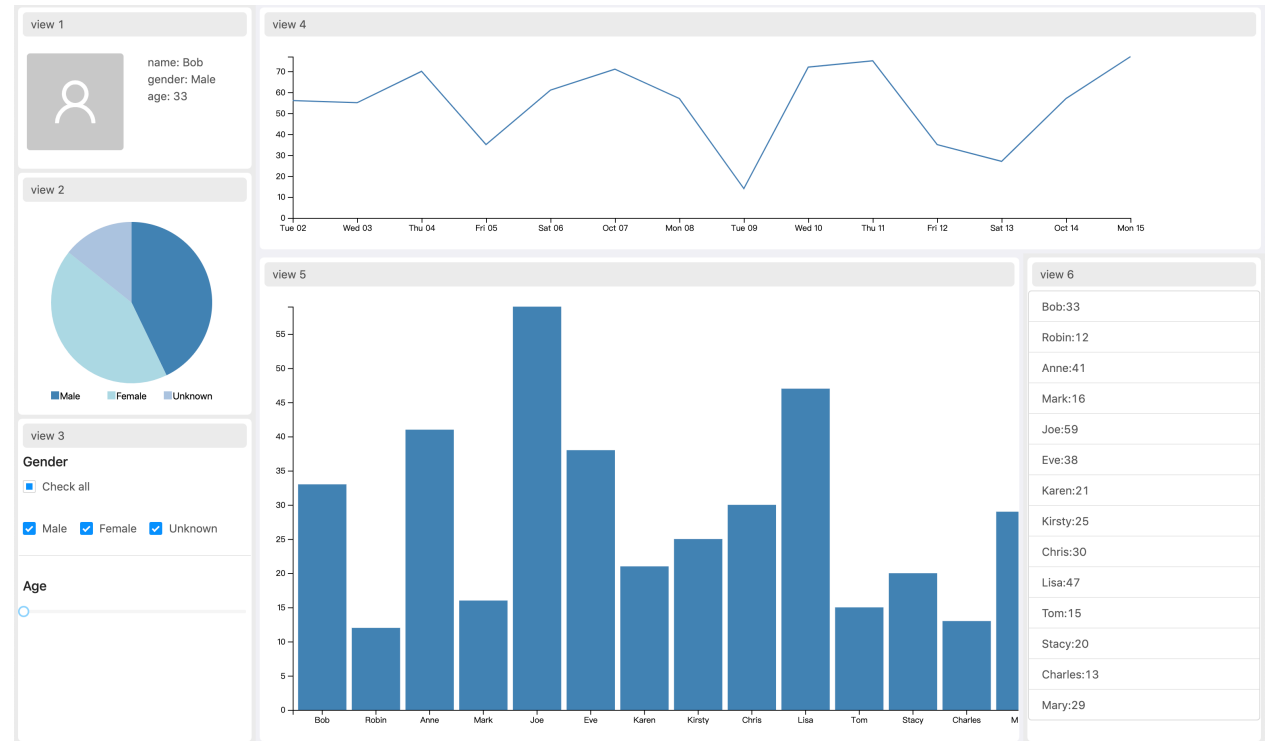 view 1
name: Bob
gender: Male
age: 33
view 2
Male Female Unknown
view 3
Gender
Check all
Male Female Unknown
Age
view 4
70
60
50
40
30
20
10
0
Tue 02 Wed 03 Thu 04 Fri 05 Sat 06 Oct 07 Mon 08 Tue 09 Wed 10 Thu 11 Fri 12 Sat 13 Oct 14 Mon 15
view 5
55
50
45
40
35
30
25
20
15
10
5
0
Bob Robin Anne Mark Joe Eve Karen Kirsty Chris Lisa Tom Stacy Charles M
view 6
Bob:33
Robin:12
Anne:41
Mark:16
Joe:59
Eve:38
Karen:21
Kirsty:25
Chris:30
Lisa:47
Tom:15
Stacy:20
Charles:13
Mary:29